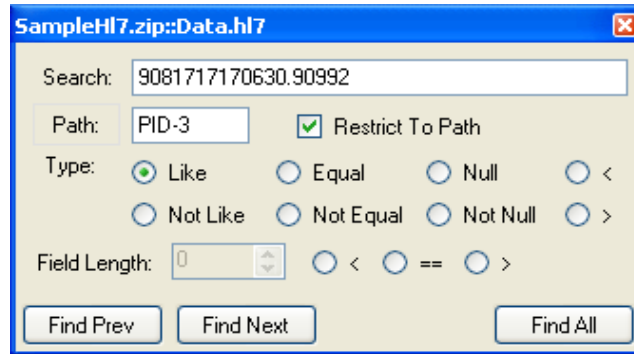 SampleHl7.zip::Data.hl7
Search: 9081717170630.90992
Path: PID-3 Restrict To Path
Type: Like Equal Null <
Not Like Not Equal Not Null >
Field Length: 0 < == >
Find Prev Find Next Find All